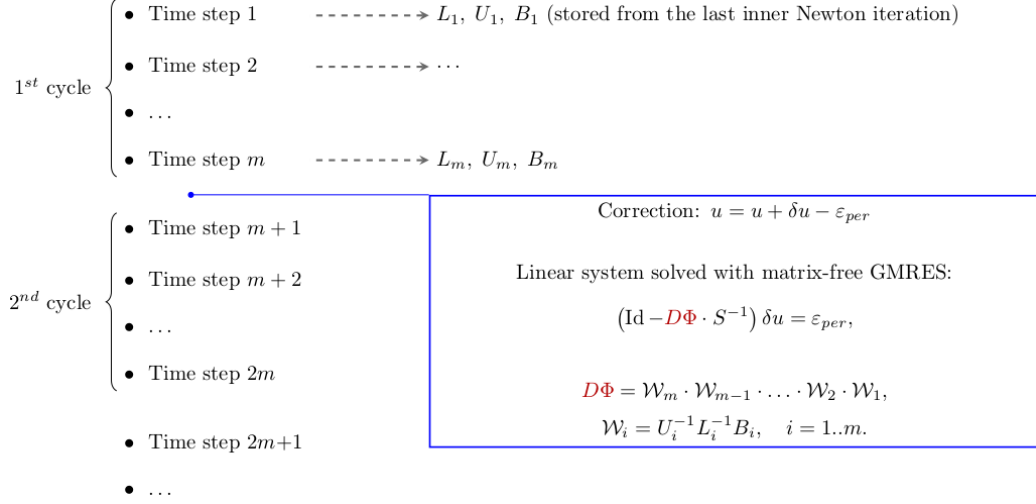 Time step 1 L₁, U₁, B₁ (stored from the last inner Newton iteration)
Time step 2 · · ·
1ˢᵗ cycle
. . .
Time step m Lₘ, Uₘ, Bₘ
Correction: u = u + δu − εₚₑᵣ
Time step m + 1
Linear system solved with matrix-free GMRES:
Time step m + 2
2ⁿᵈ cycle
(Id −DΦ · S⁻¹) δu = εₚₑᵣ,
. . .
Time step 2m
DΦ = 𝒲ₘ · 𝒲ₘ₋₁ · . . . · 𝒲₂ · 𝒲₁,
𝒲ᵢ = Uᵢ⁻¹Lᵢ⁻¹Bᵢ, i = 1..m.
Time step 2m+1
. . .